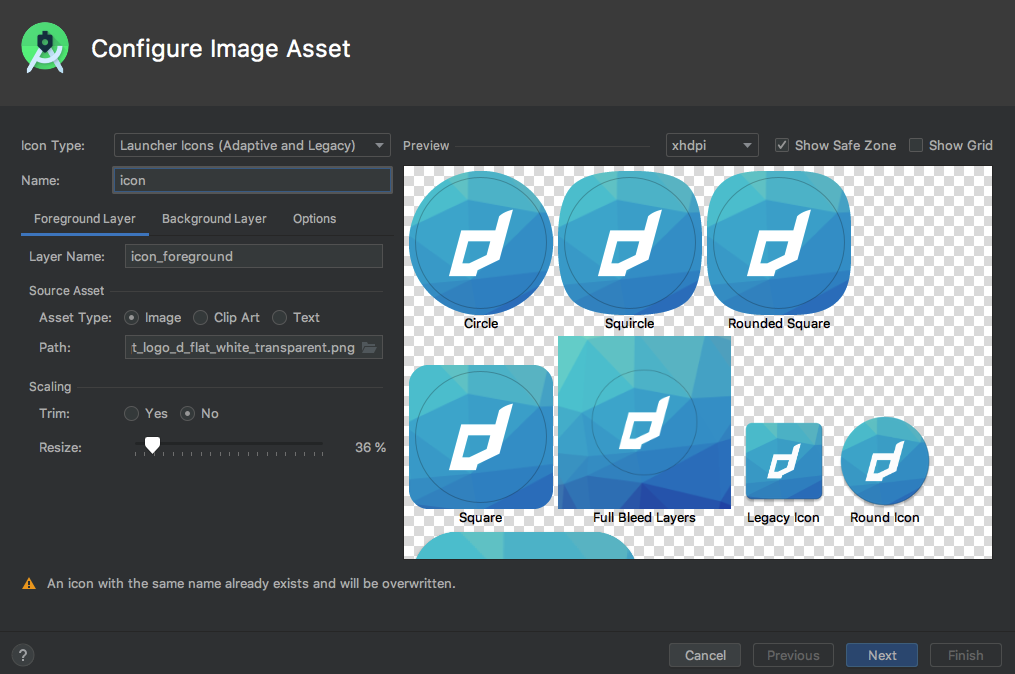 Configure Image Asset
Icon Type:
Launcher Icons (Adaptive and Legacy)
Preview
xhdpi
Show Safe Zone
Show Grid
Name:
icon
Foreground Layer
Background Layer
Options
Layer Name:
icon_foreground
Source Asset
Asset Type:
Image
Clip Art
Text
Path:
t_logo_d_flat_white_transparent.png
Scaling
Trim:
Yes
No
Resize:
36 %
Circle
Squircle
Rounded Square
Square
Full Bleed Layers
Legacy Icon
Round Icon
An icon with the same name already exists and will be overwritten.
?
Cancel
Previous
Next
Finish